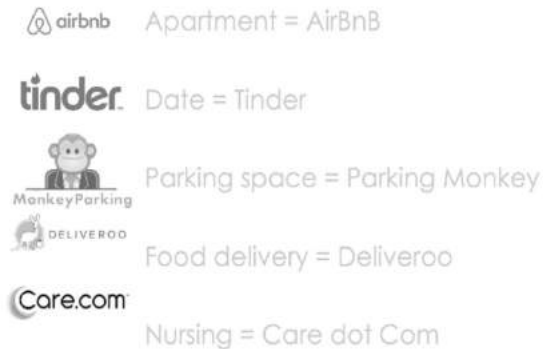 airbnb Apartment = AirBnB
tinder. Date = Tinder
MonkeyParking Parking space = Parking Monkey
DELIVEROO Food delivery = Deliveroo
Care.com Nursing = Care dot Com